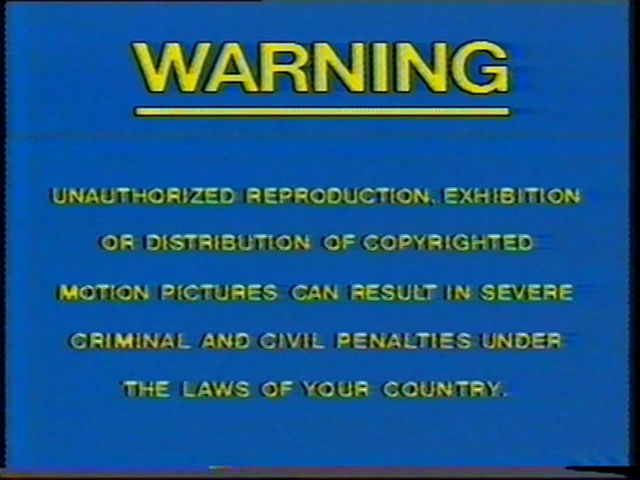 WARNING
UNAUTHORIZED REPRODUCTION, EXHIBITION
OR DISTRIBUTION OF COPYRIGHTED
MOTION PICTURES CAN RESULT IN SEVERE
CRIMINAL AND CIVIL PENALTIES UNDER
THE LAWS OF YOUR COUNTRY.